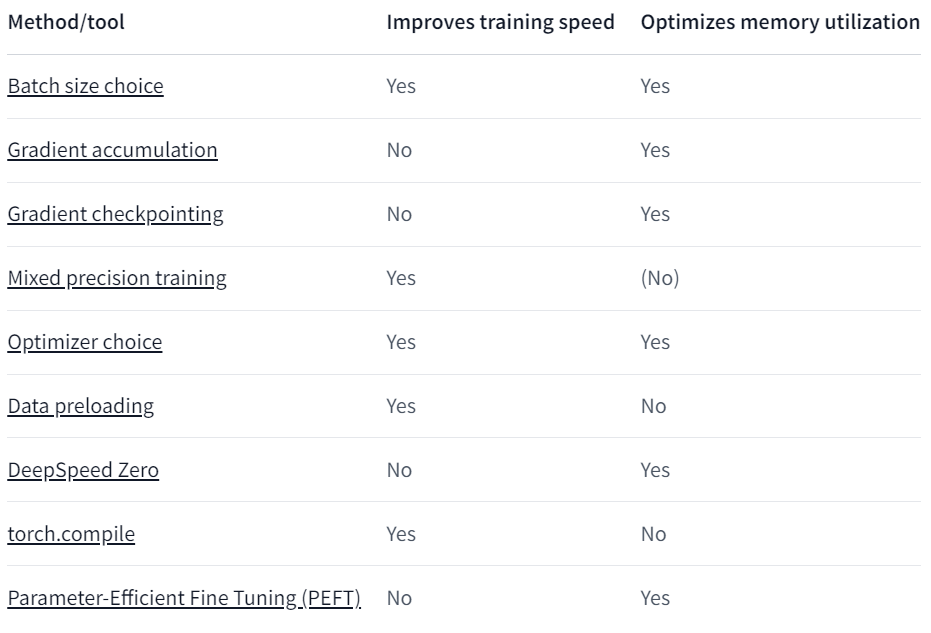 Method/tool Improves training speed Optimizes memory utilization
Batch size choice Yes Yes
Gradient accumulation No Yes
Gradient checkpointing No Yes
Mixed precision training Yes (No)
Optimizer choice Yes Yes
Data preloading Yes No
DeepSpeed Zero No Yes
torch.compile Yes No
Parameter-Efficient Fine Tuning (PEFT) No Yes